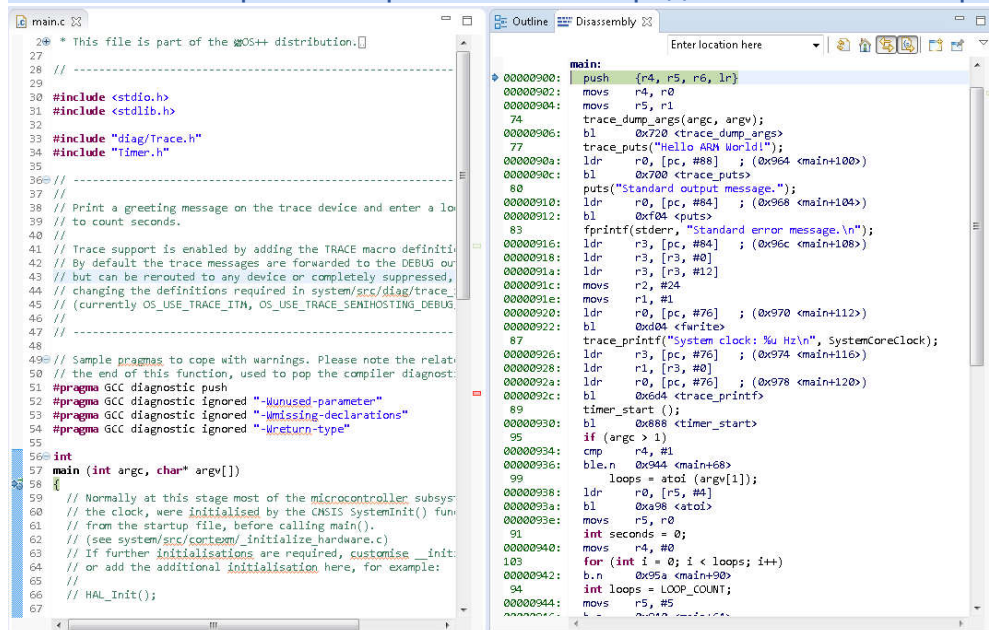 main.c
2 * This file is part of the µOS++ distribution.
27
28 // ----------------------------------------------------------
29
30 #include <stdio.h>
31 #include <stdlib.h>
32
33 #include "diag/Trace.h"
34 #include "Timer.h"
35
36 // ----------------------------------------------------------
37 //
38 // Print a greeting message on the trace device and enter a lo
39 // to count seconds.
40 //
41 // Trace support is enabled by adding the TRACE macro definiti
42 // By default the trace messages are forwarded to the DEBUG ou
43 // but can be rerouted to any device or completely suppressed,
44 // changing the definitions required in system/src/diag/trace_
45 // (currently OS_USE_TRACE_ITM, OS_USE_TRACE_SEMIHOSTING_DEBUG
46 //
47 // ----------------------------------------------------------
48
49 // Sample pragmas to cope with warnings. Please note the relat
50 // the end of this function, used to pop the compiler diagnost
51 #pragma GCC diagnostic push
52 #pragma GCC diagnostic ignored "-Wunused-parameter"
53 #pragma GCC diagnostic ignored "-Wmissing-declarations"
54 #pragma GCC diagnostic ignored "-Wreturn-type"
55
56 int
57 main (int argc, char* argv[])
58 {
59 // Normally at this stage most of the microcontroller subsys
60 // the clock, were initialised by the CMSIS SystemInit() fun
61 // from the startup file, before calling main().
62 // (see system/src/cortexm/_initialize_hardware.c)
63 // If further initialisations are required, customise __init
64 // or add the additional initialisation here, for example:
65 //
66 // HAL_Init();
67
Outline Disassembly
Enter location here
main:
00000900: push {r4, r5, r6, lr}
00000902: movs r4, r0
00000904: movs r5, r1
74 trace_dump_args(argc, argv);
00000906: bl 0x720 <trace_dump_args>
77 trace_puts("Hello ARM World!");
0000090a: ldr r0, [pc, #88] ; (0x964 <main+100>)
0000090c: bl 0x700 <trace_puts>
80 puts("Standard output message.");
00000910: ldr r0, [pc, #84] ; (0x968 <main+104>)
00000912: bl 0xf04 <puts>
83 fprintf(stderr, "Standard error message.\n");
00000916: ldr r3, [pc, #84] ; (0x96c <main+108>)
00000918: ldr r3, [r3, #0]
0000091a: ldr r3, [r3, #12]
0000091c: movs r2, #24
0000091e: movs r1, #1
00000920: ldr r0, [pc, #76] ; (0x970 <main+112>)
00000922: bl 0xd04 <fwrite>
87 trace_printf("System clock: %u Hz\n", SystemCoreClock);
00000926: ldr r3, [pc, #76] ; (0x974 <main+116>)
00000928: ldr r1, [r3, #0]
0000092a: ldr r0, [pc, #76] ; (0x978 <main+120>)
0000092c: bl 0x6d4 <trace_printf>
89 timer_start ();
00000930: bl 0x888 <timer_start>
95 if (argc > 1)
00000934: cmp r4, #1
00000936: ble.n 0x944 <main+68>
99 loops = atoi (argv[1]);
00000938: ldr r0, [r5, #4]
0000093a: bl 0xa98 <atoi>
0000093e: movs r5, r0
91 int seconds = 0;
00000940: movs r4, #0
103 for (int i = 0; i < loops; i++)
00000942: b.n 0x95a <main+90>
94 int loops = LOOP_COUNT;
00000944: movs r5, #5